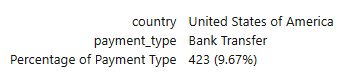 country United States of America
payment_type Bank Transfer
Percentage of Payment Type 423 (9.67%)